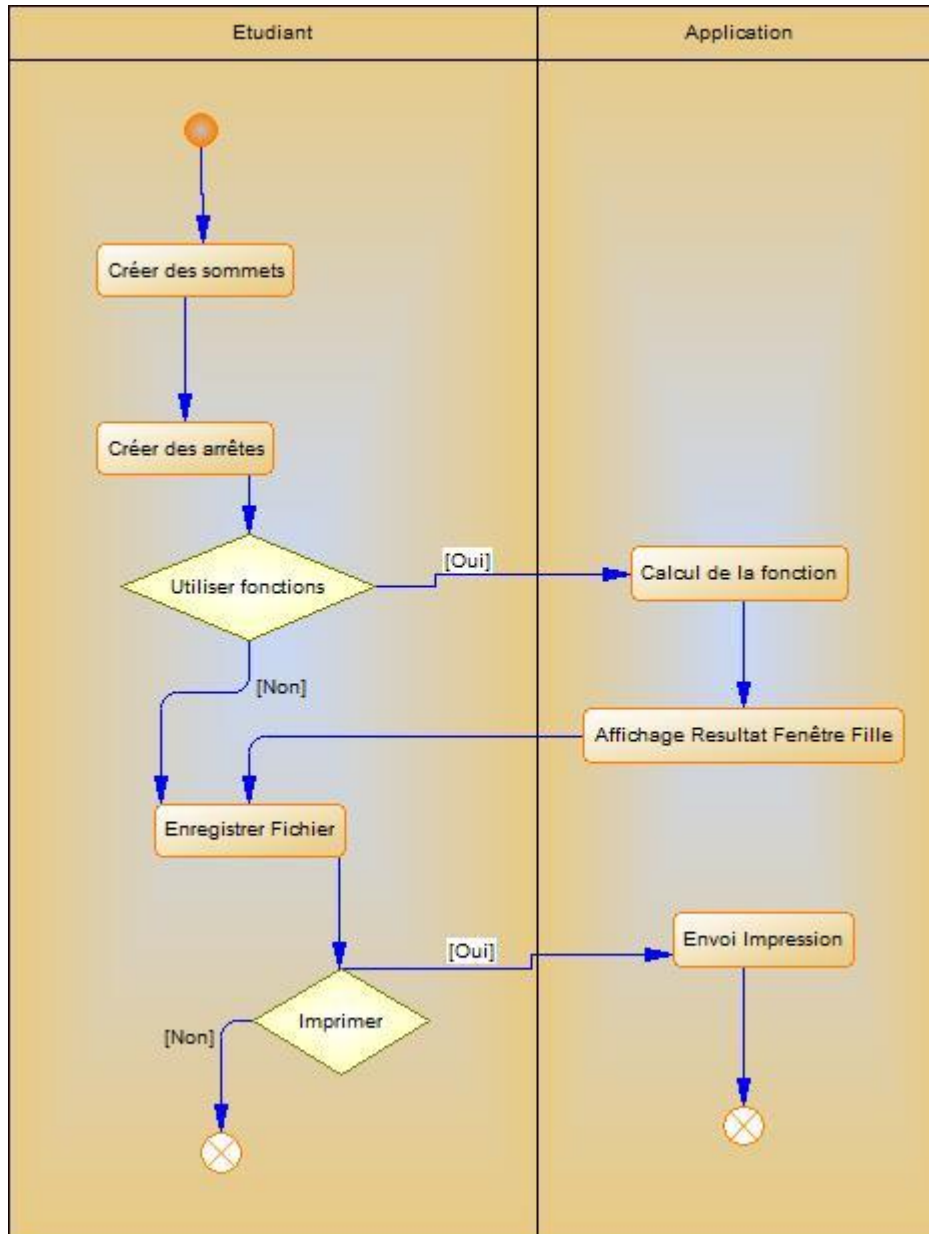 Etudiant
Application
Créer des sommets
Créer des arrêtes
Utiliser fonctions
[Oui]
Calcul de la fonction
[Non]
Affichage Resultat Fenêtre Fille
Enregistrer Fichier
[Oui]
Envoi Impression
Imprimer
[Non]